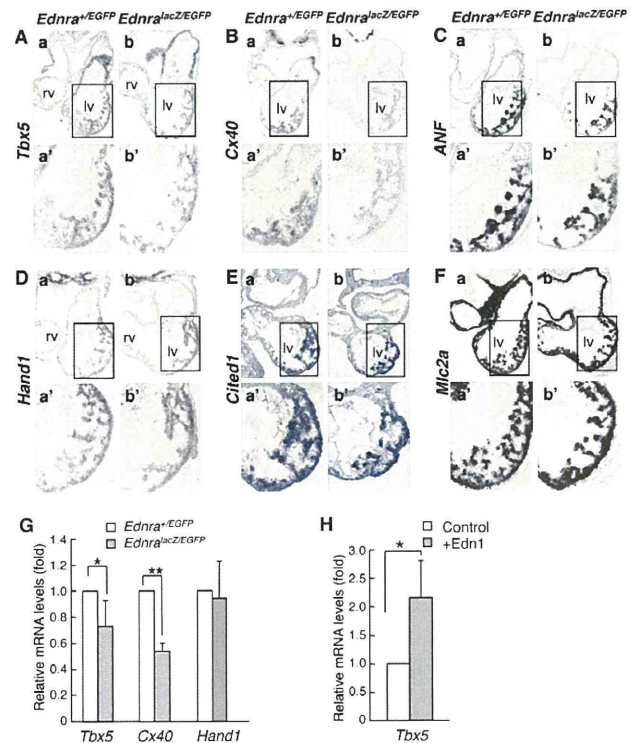 Ednra+/EGFP EdnralacZ/EGFP Ednra+/EGFP EdnralacZ/EGFP Ednra+/EGFP EdnralacZ/EGFP
A a b B a b C a b
rv lv lv lv lv lv lv
Tbx5 Cx40 ANF
a' b' a' b' a' b'
D a b E a b F a b
rv lv rv lv lv lv lv lv
Hand1 Cited1 Mlc2a
a' b' a' b' a' b'
G
Ednra+/EGFP
EdnralacZ/EGFP
Relative mRNA levels (fold)
1.4
1.2
1.0
0.8
0.6
0.4
0.2
0
* **
Tbx5 Cx40 Hand1
H
Control
+Edn1
Relative mRNA levels (fold)
3.0
2.5
2.0
1.5
1.0
0.5
0
*
Tbx5